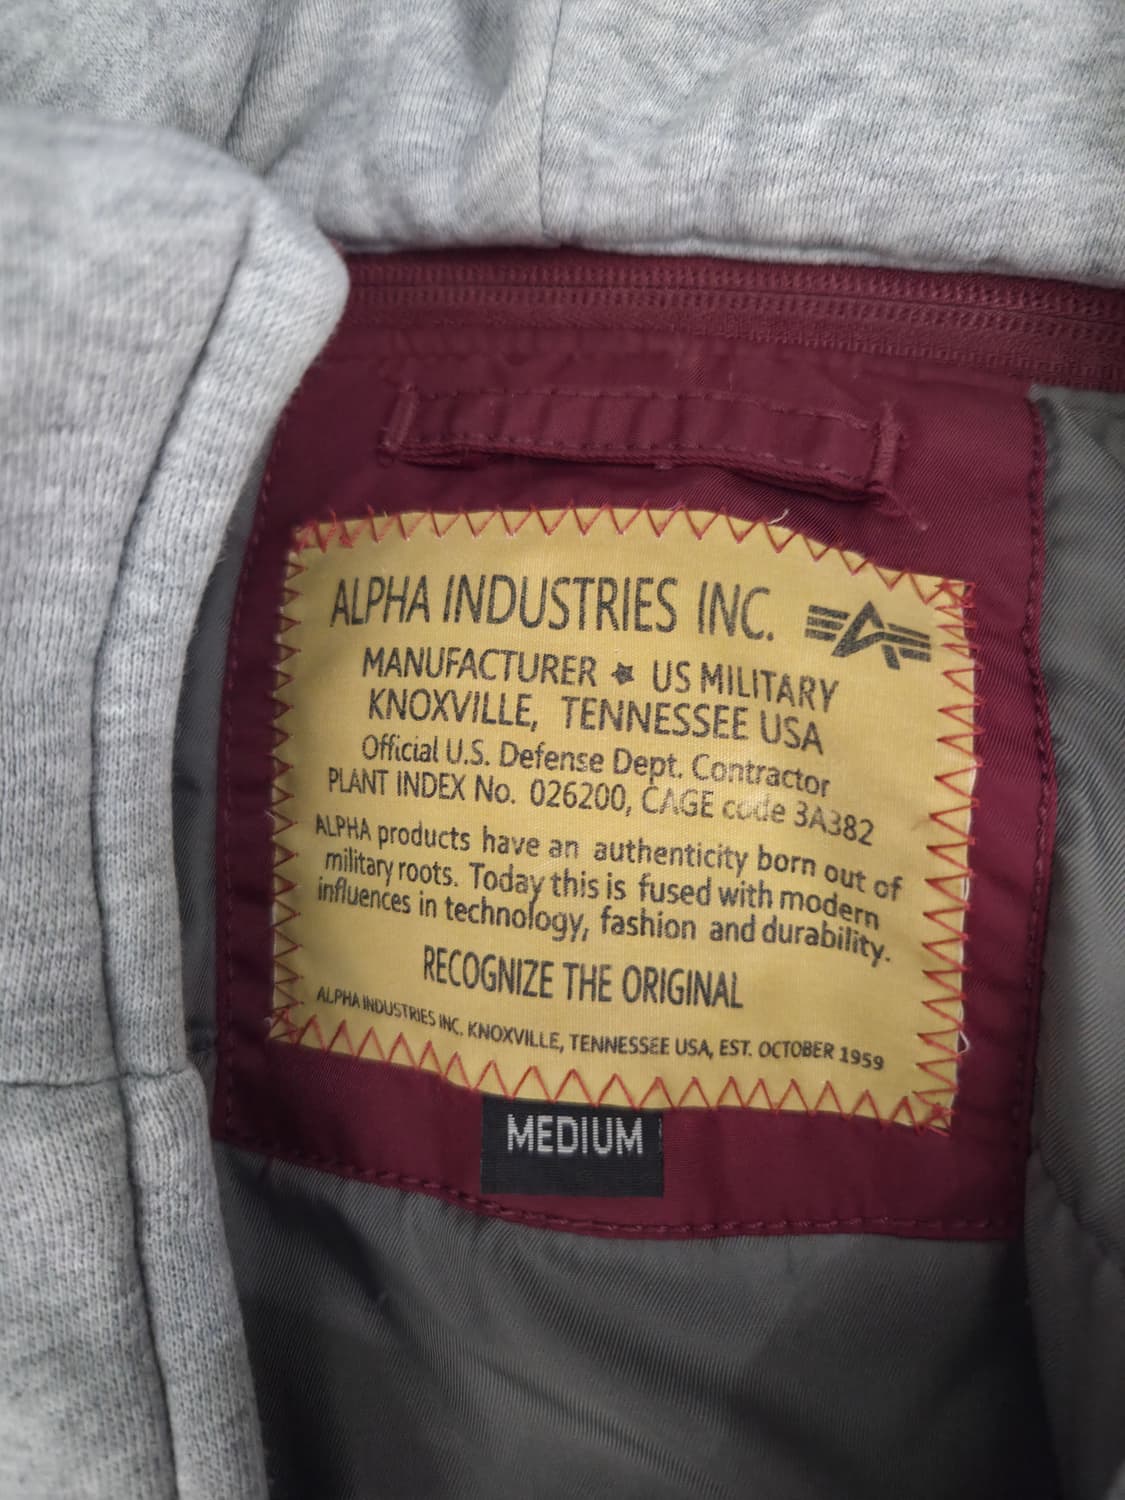 ALPHA INDUSTRIES INC.
MANUFACTURER ★ US MILITARY
KNOXVILLE, TENNESSEE USA
Official U.S. Defense Dept. Contractor
PLANT INDEX No. 026200, CAGE code 3A382
ALPHA products have an authenticity born out of
military roots. Today this is fused with modern
influences in technology, fashion and durability.
RECOGNIZE THE ORIGINAL
ALPHA INDUSTRIES INC. KNOXVILLE, TENNESSEE USA, EST. OCTOBER 1959
MEDIUM